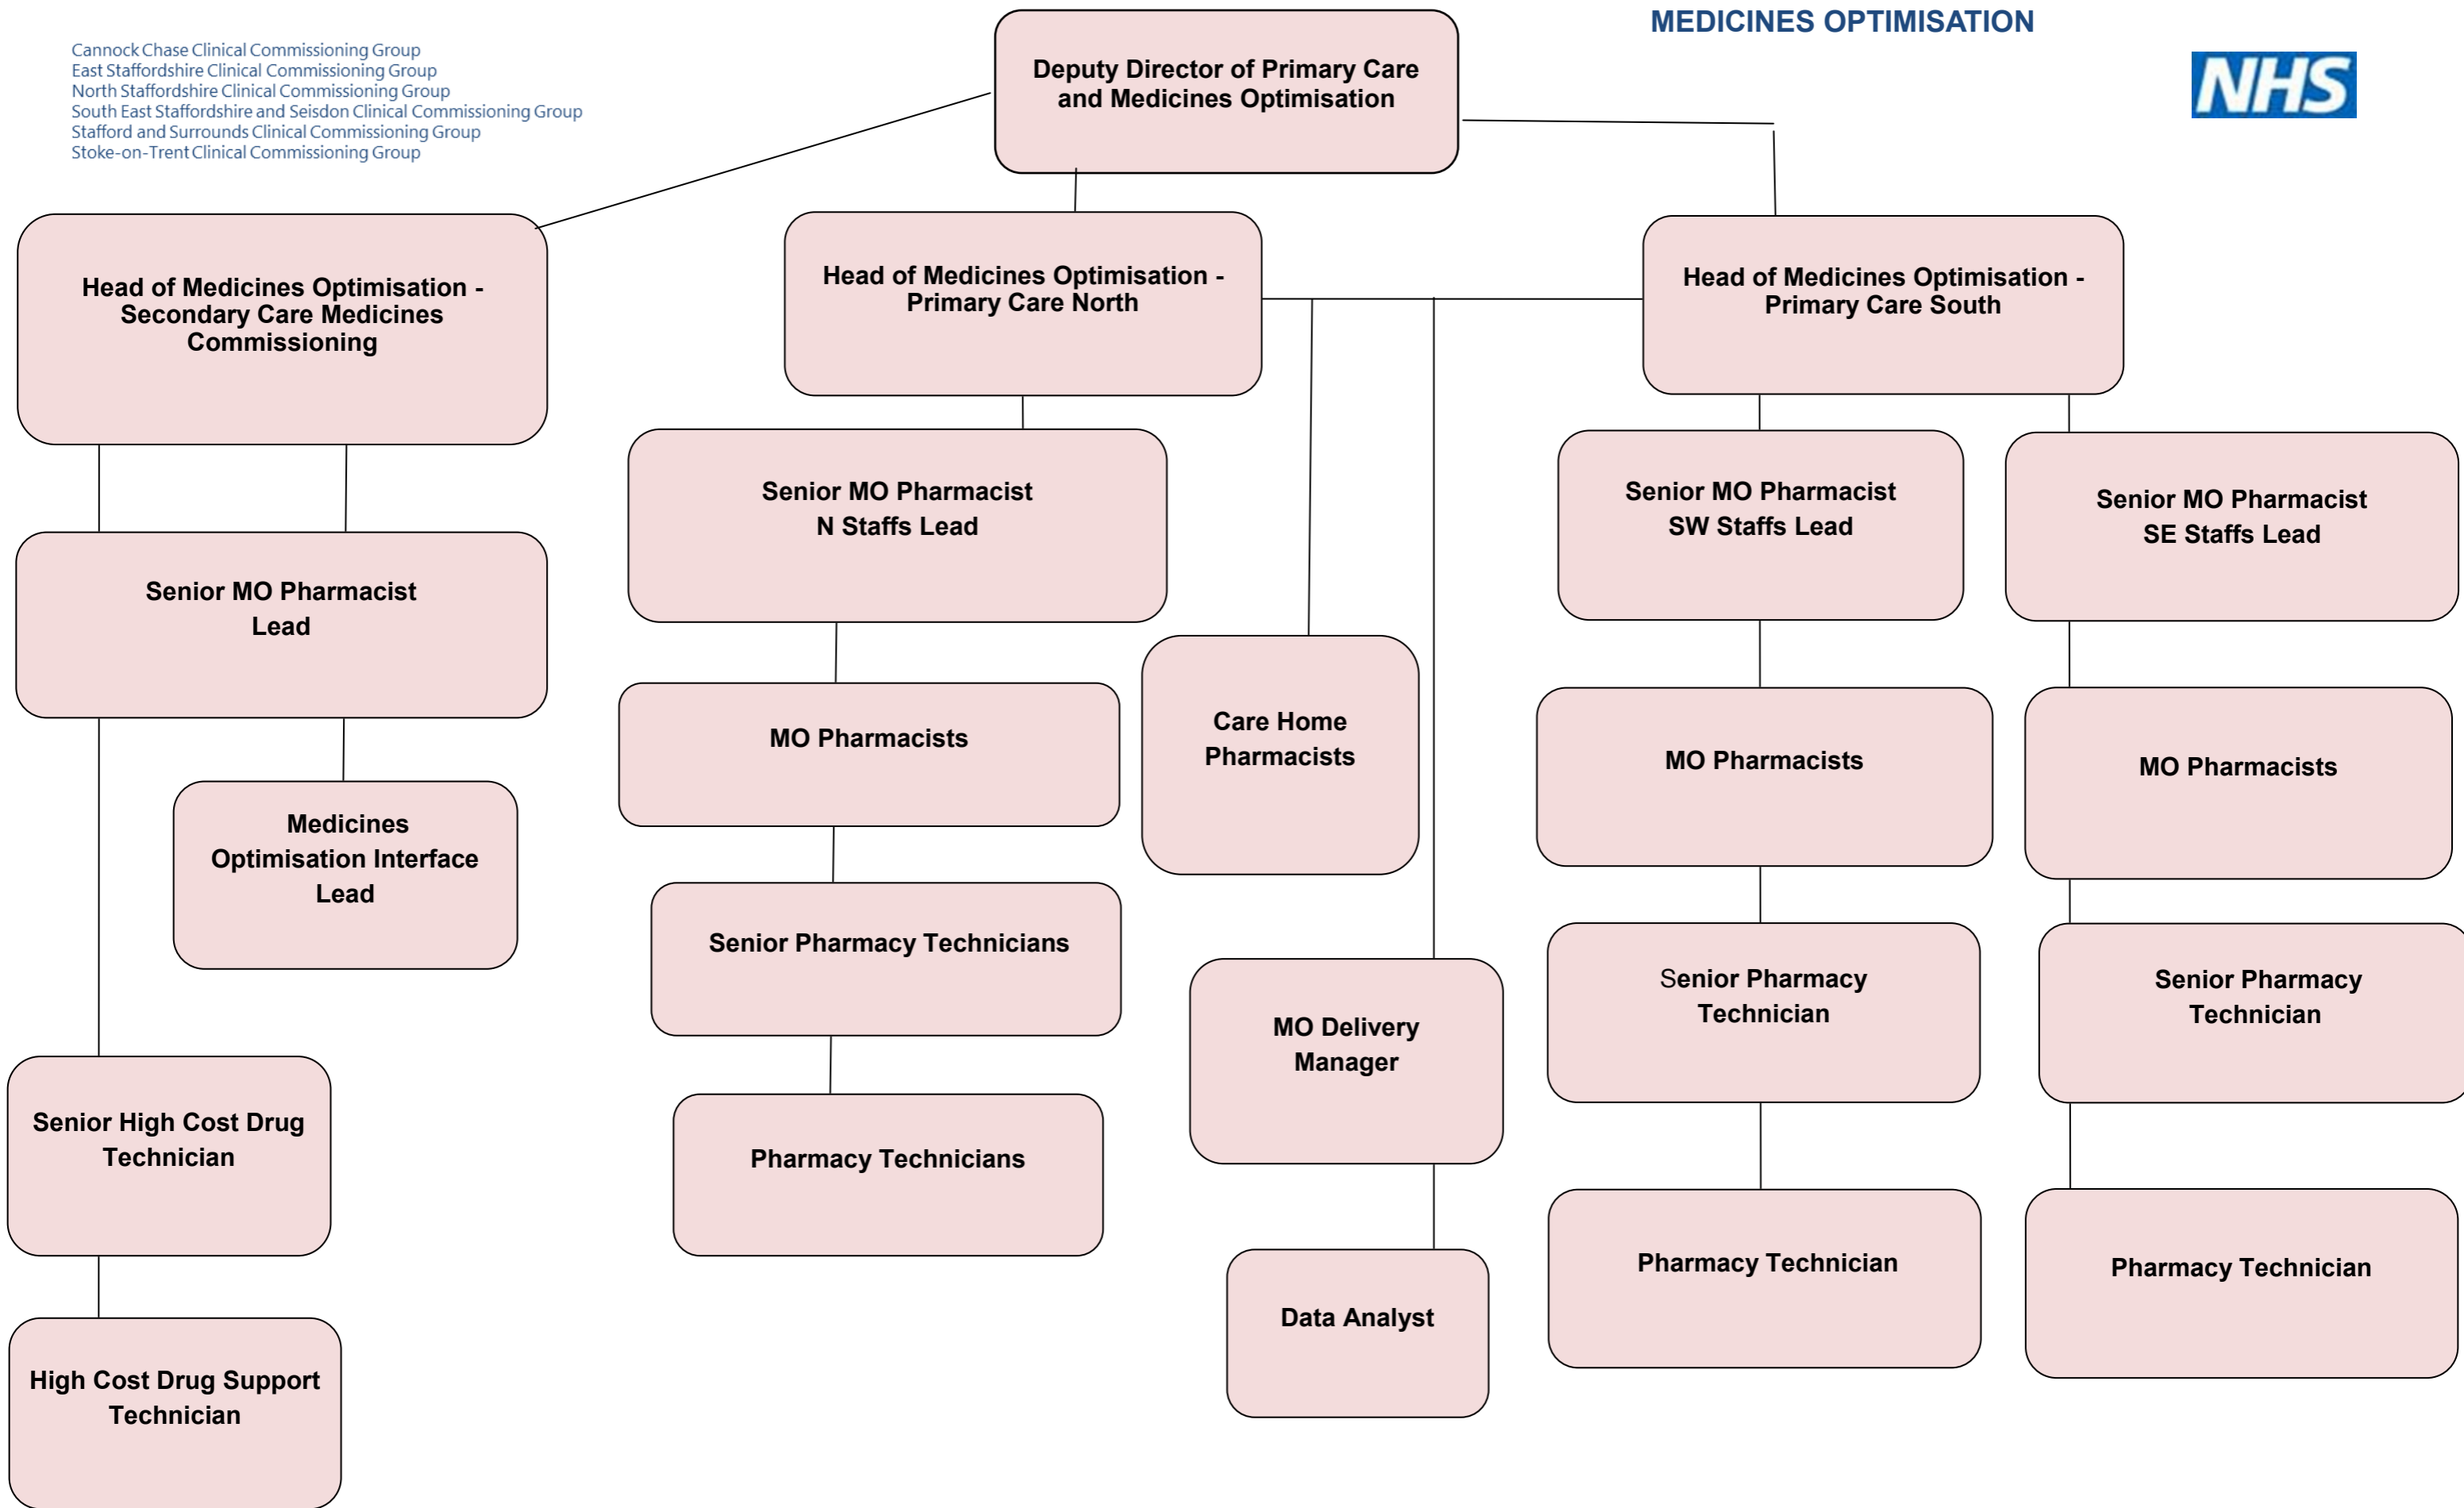 MEDICINES OPTIMISATION
Cannock Chase Clinical Commissioning Group
East Staffordshire Clinical Commissioning Group
North Staffordshire Clinical Commissioning Group
South East Staffordshire and Seisdon Clinical Commissioning Group
Stafford and Surrounds Clinical Commissioning Group
Stoke-on-Trent Clinical Commissioning Group
NHS
Deputy Director of Primary Care
and Medicines Optimisation
Head of Medicines Optimisation -
Secondary Care Medicines
Commissioning
Head of Medicines Optimisation -
Primary Care North
Head of Medicines Optimisation -
Primary Care South
Senior MO Pharmacist
Lead
Senior MO Pharmacist
N Staffs Lead
Senior MO Pharmacist
SW Staffs Lead
Senior MO Pharmacist
SE Staffs Lead
Medicines
Optimisation Interface
Lead
MO Pharmacists
Care Home
Pharmacists
MO Pharmacists
MO Pharmacists
Senior Pharmacy Technicians
MO Delivery
Manager
Senior Pharmacy
Technician
Senior Pharmacy
Technician
Senior High Cost Drug
Technician
Pharmacy Technicians
Pharmacy Technician
Pharmacy Technician
Data Analyst
High Cost Drug Support
Technician